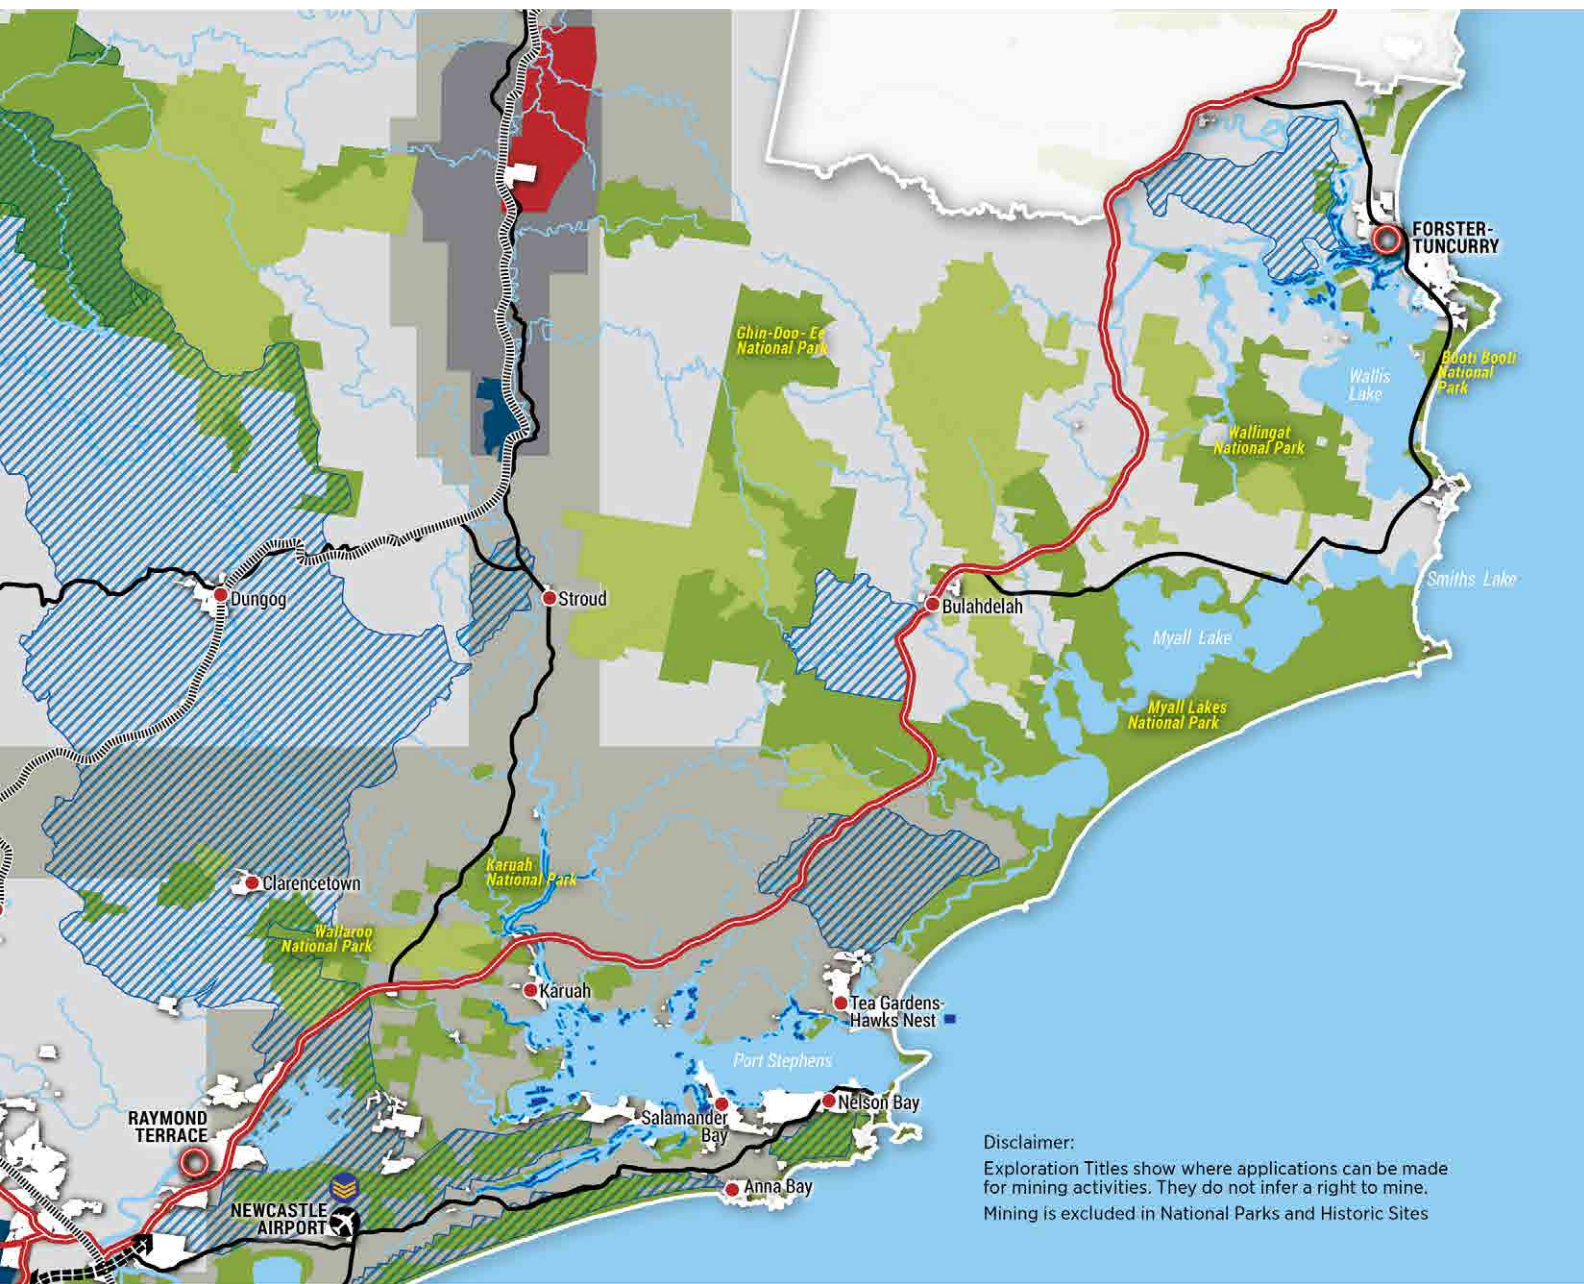 FORSTER-
TUNCURRY
Ghin-Doo-Ee
National Park
Booti Booti
National
Park
Wallis
Lake
Wallingat
National Park
Smiths Lake
Dungog
Stroud
Bulahdelah
Myall Lake
Myall Lakes
National Park
Karuah
National Park
Clarencetown
Wallaroo
National Park
Karuah
Tea Gardens-
Hawks Nest
Port Stephens
Nelson Bay
Salamander
Bay
RAYMOND
TERRACE
Anna Bay
NEWCASTLE
AIRPORT
Disclaimer:
Exploration Titles show where applications can be made
for mining activities. They do not infer a right to mine.
Mining is excluded in National Parks and Historic Sites